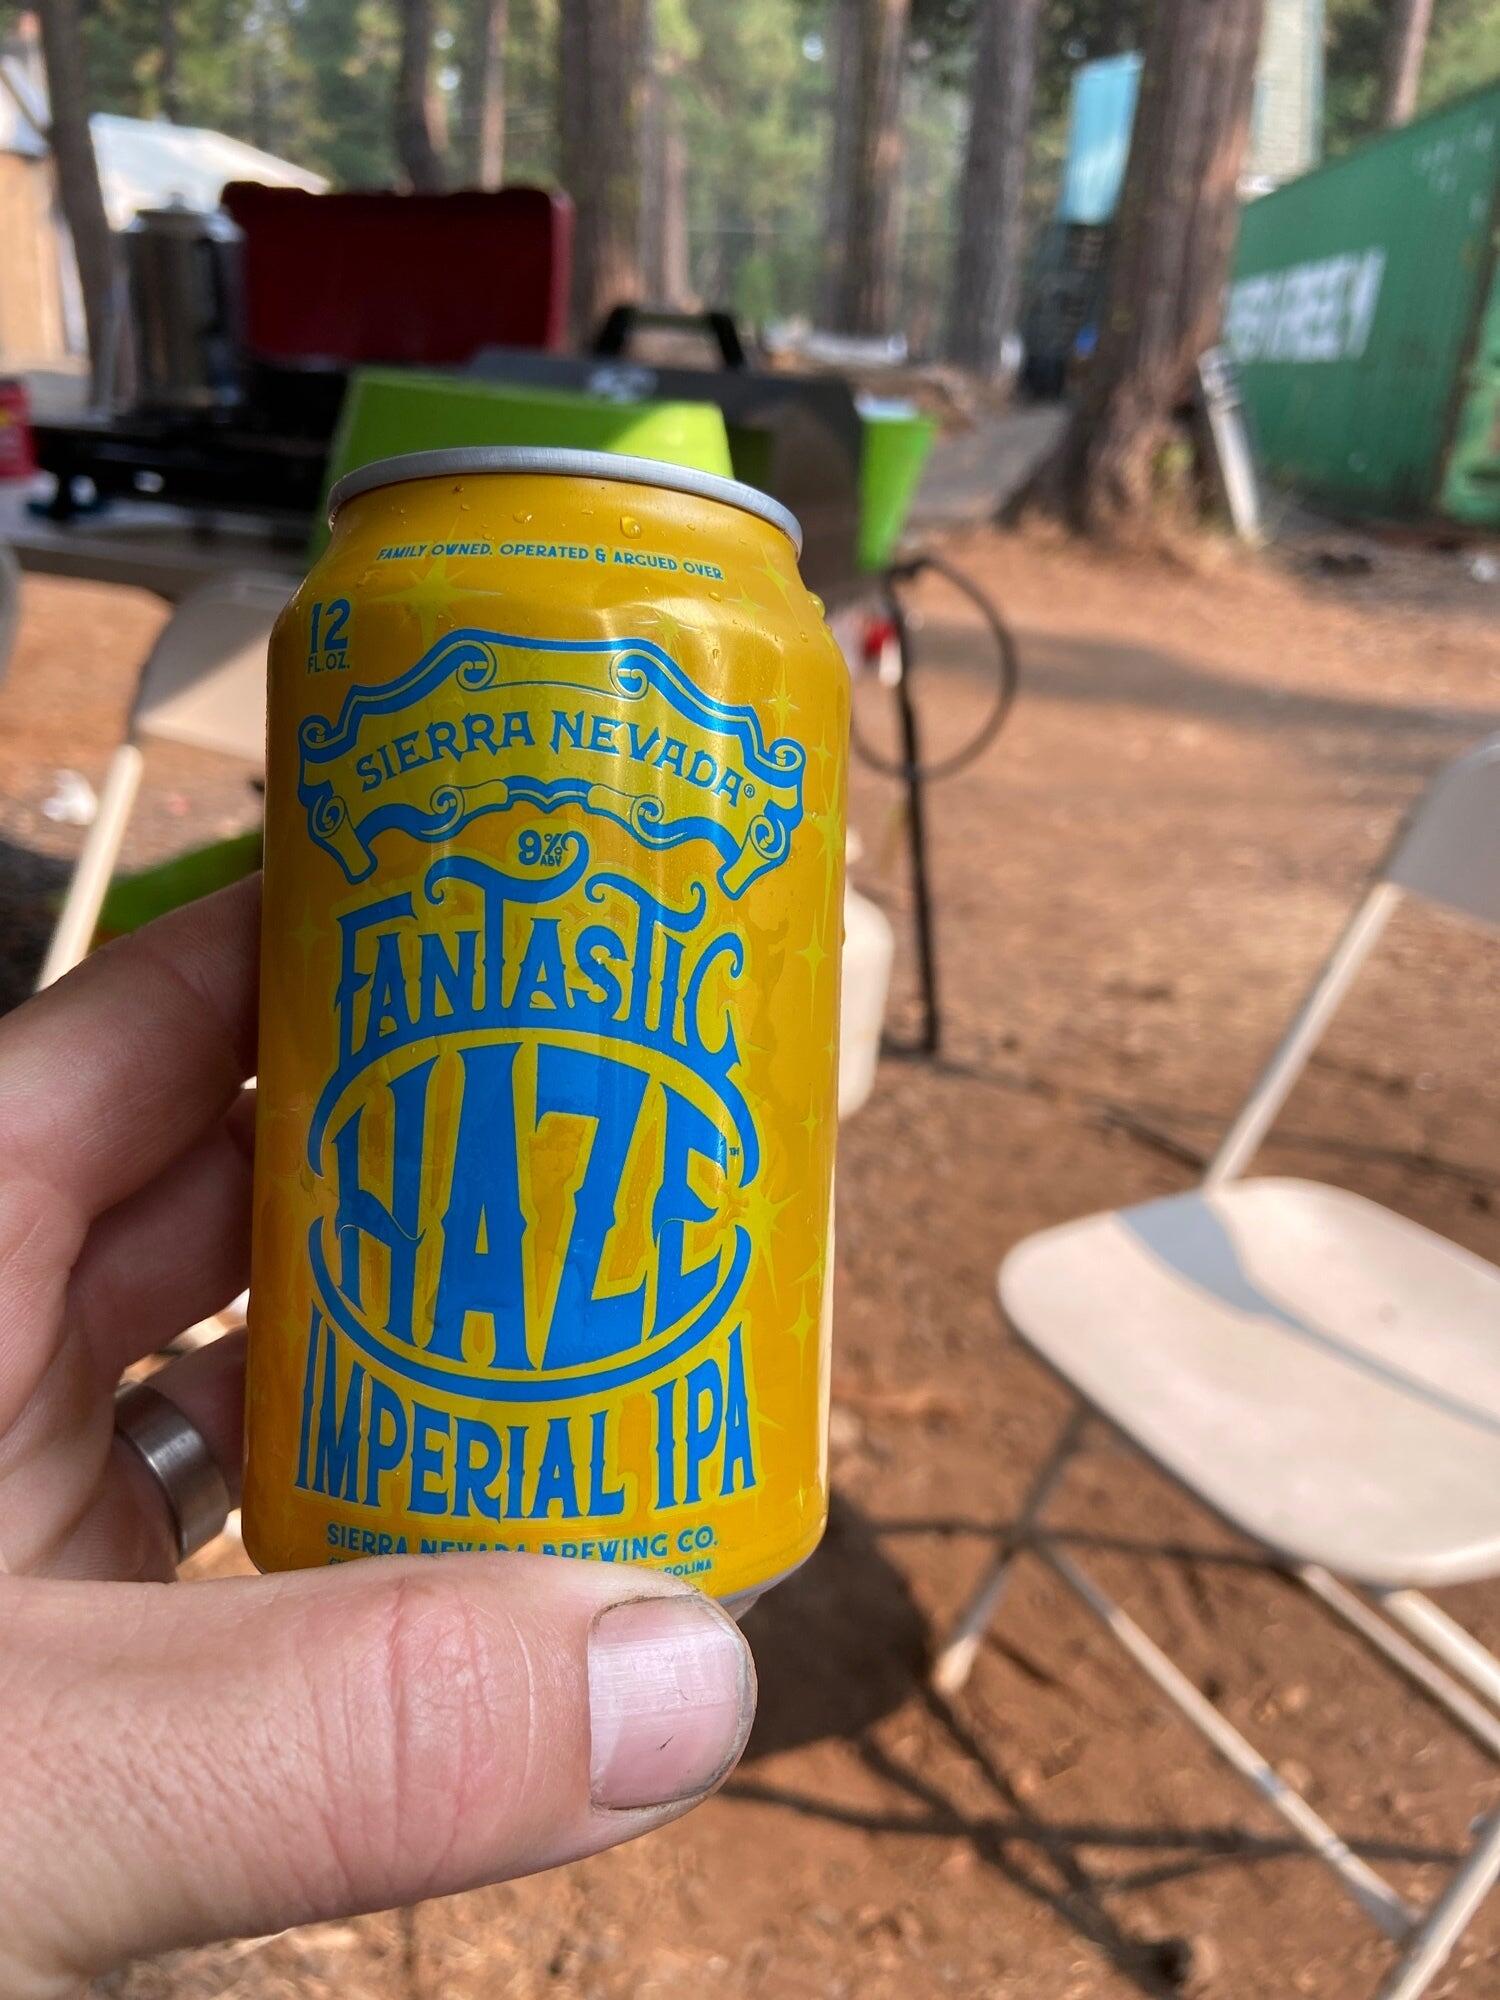 FAMILY OWNED, OPERATED & ARGUED OVER
12
FL.OZ.
SIERRA NEVADA®
9% ABV
FANTASTIC
HAZE™
IMPERIAL IPA
SIERRA NEVADA BREWING CO.